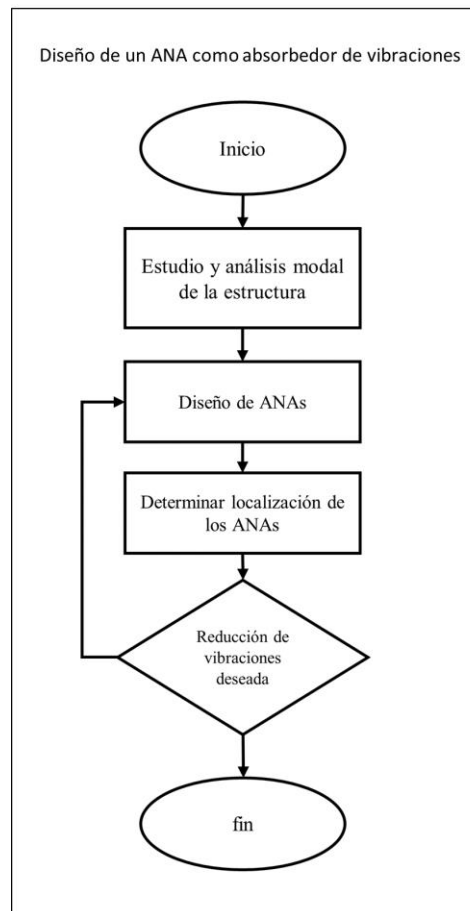 Diseño de un ANA como absorbedor de vibraciones
Inicio
Estudio y análisis modal
de la estructura
Diseño de ANAs
Determinar localización de
los ANAs
Reducción de
vibraciones
deseada
fin